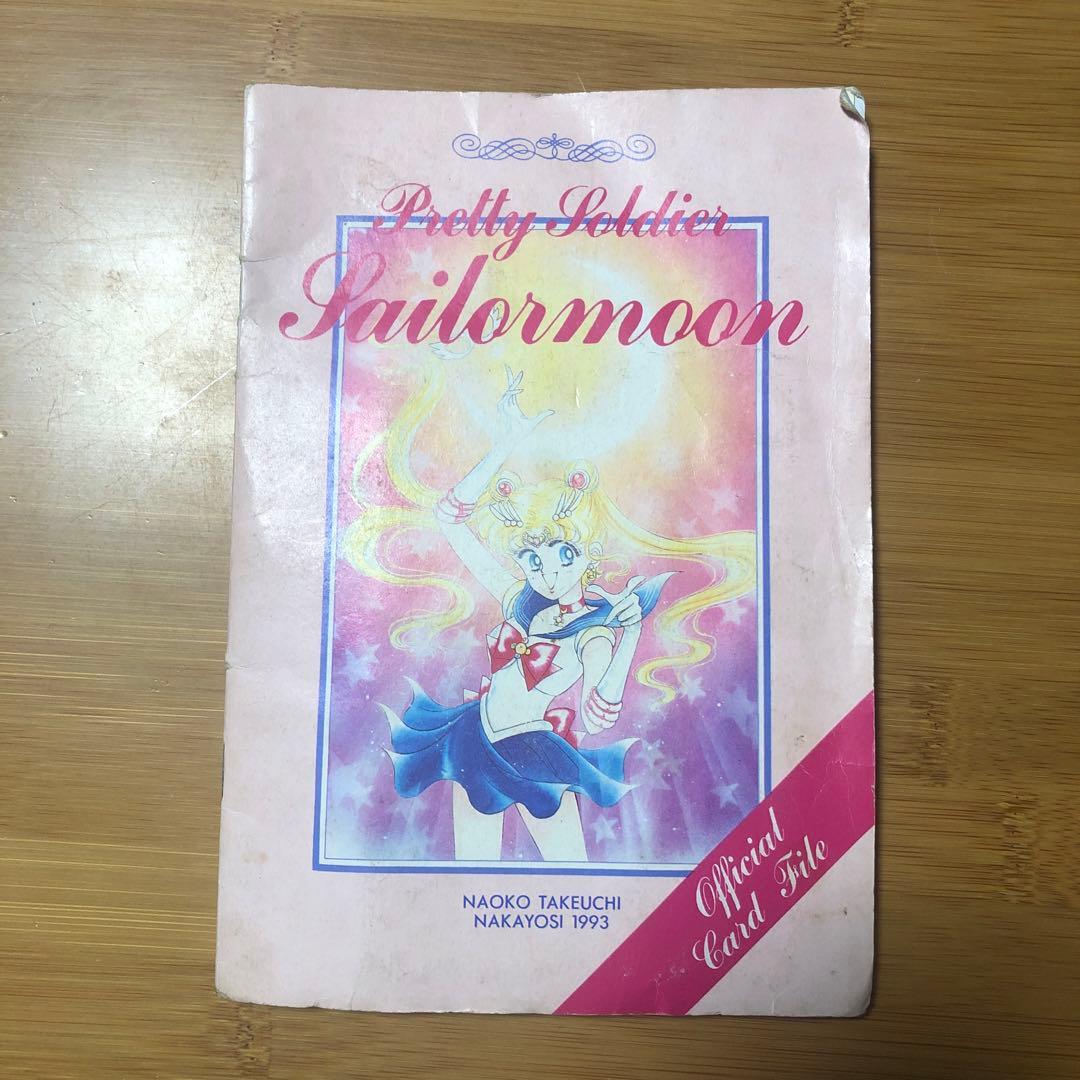 Pretty Soldier
Sailormoon
NAOKO TAKEUCHI
NAKAYOSI 1993
Official
Card File